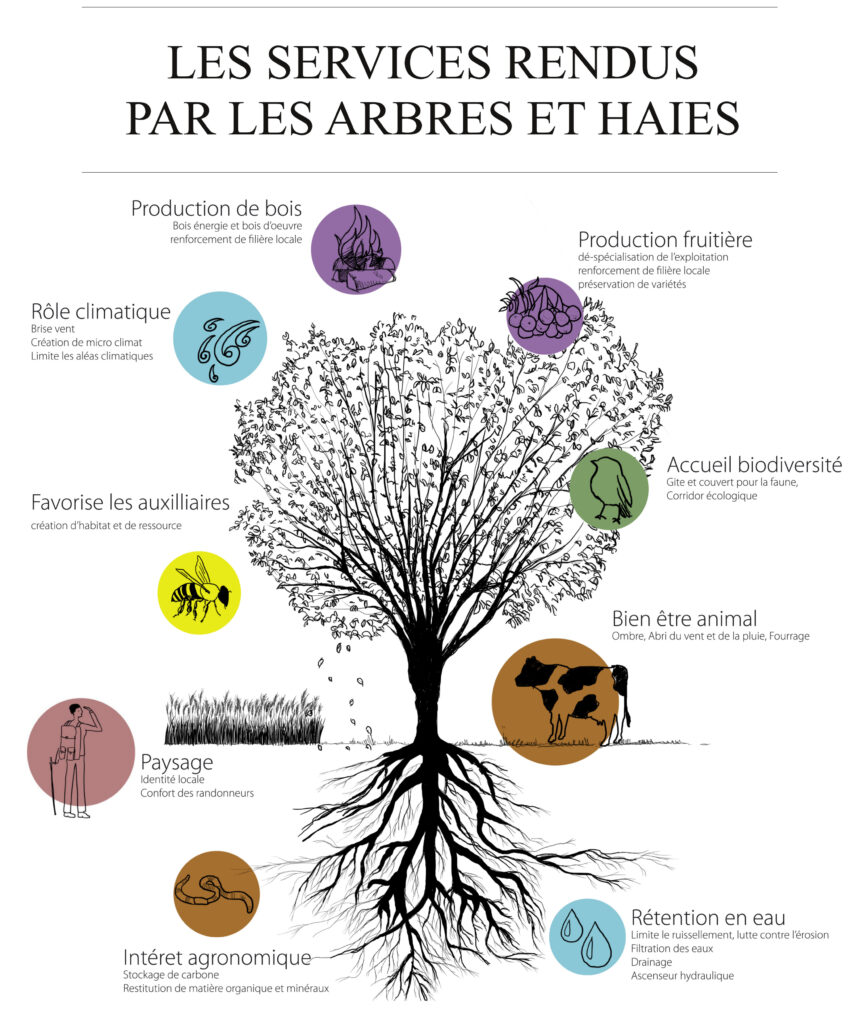 LES SERVICES RENDUS
PAR LES ARBRES ET HAIES
Production de bois
Bois énergie et bois d'oeuvre
renforcement de filière locale
Production fruitière
dé-spécialisation de l'exploitation
renforcement de filière locale
préservation de variétés
Rôle climatique
Brise vent
Création de micro climat
Limite les aléas climatiques
Accueil biodiversité
Gite et couvert pour la faune,
Corridor écologique
Favorise les auxilliaires
création d'habitat et de ressource
Bien être animal
Ombre, Abri du vent et de la pluie, Fourrage
Paysage
Identité locale
Confort des randonneurs
Intéret agronomique
Stockage de carbone
Restitution de matière organique et minéraux
Rétention en eau
Limite le ruissellement, lutte contre l'érosion
Filtration des eaux
Drainage
Ascenseur hydraulique